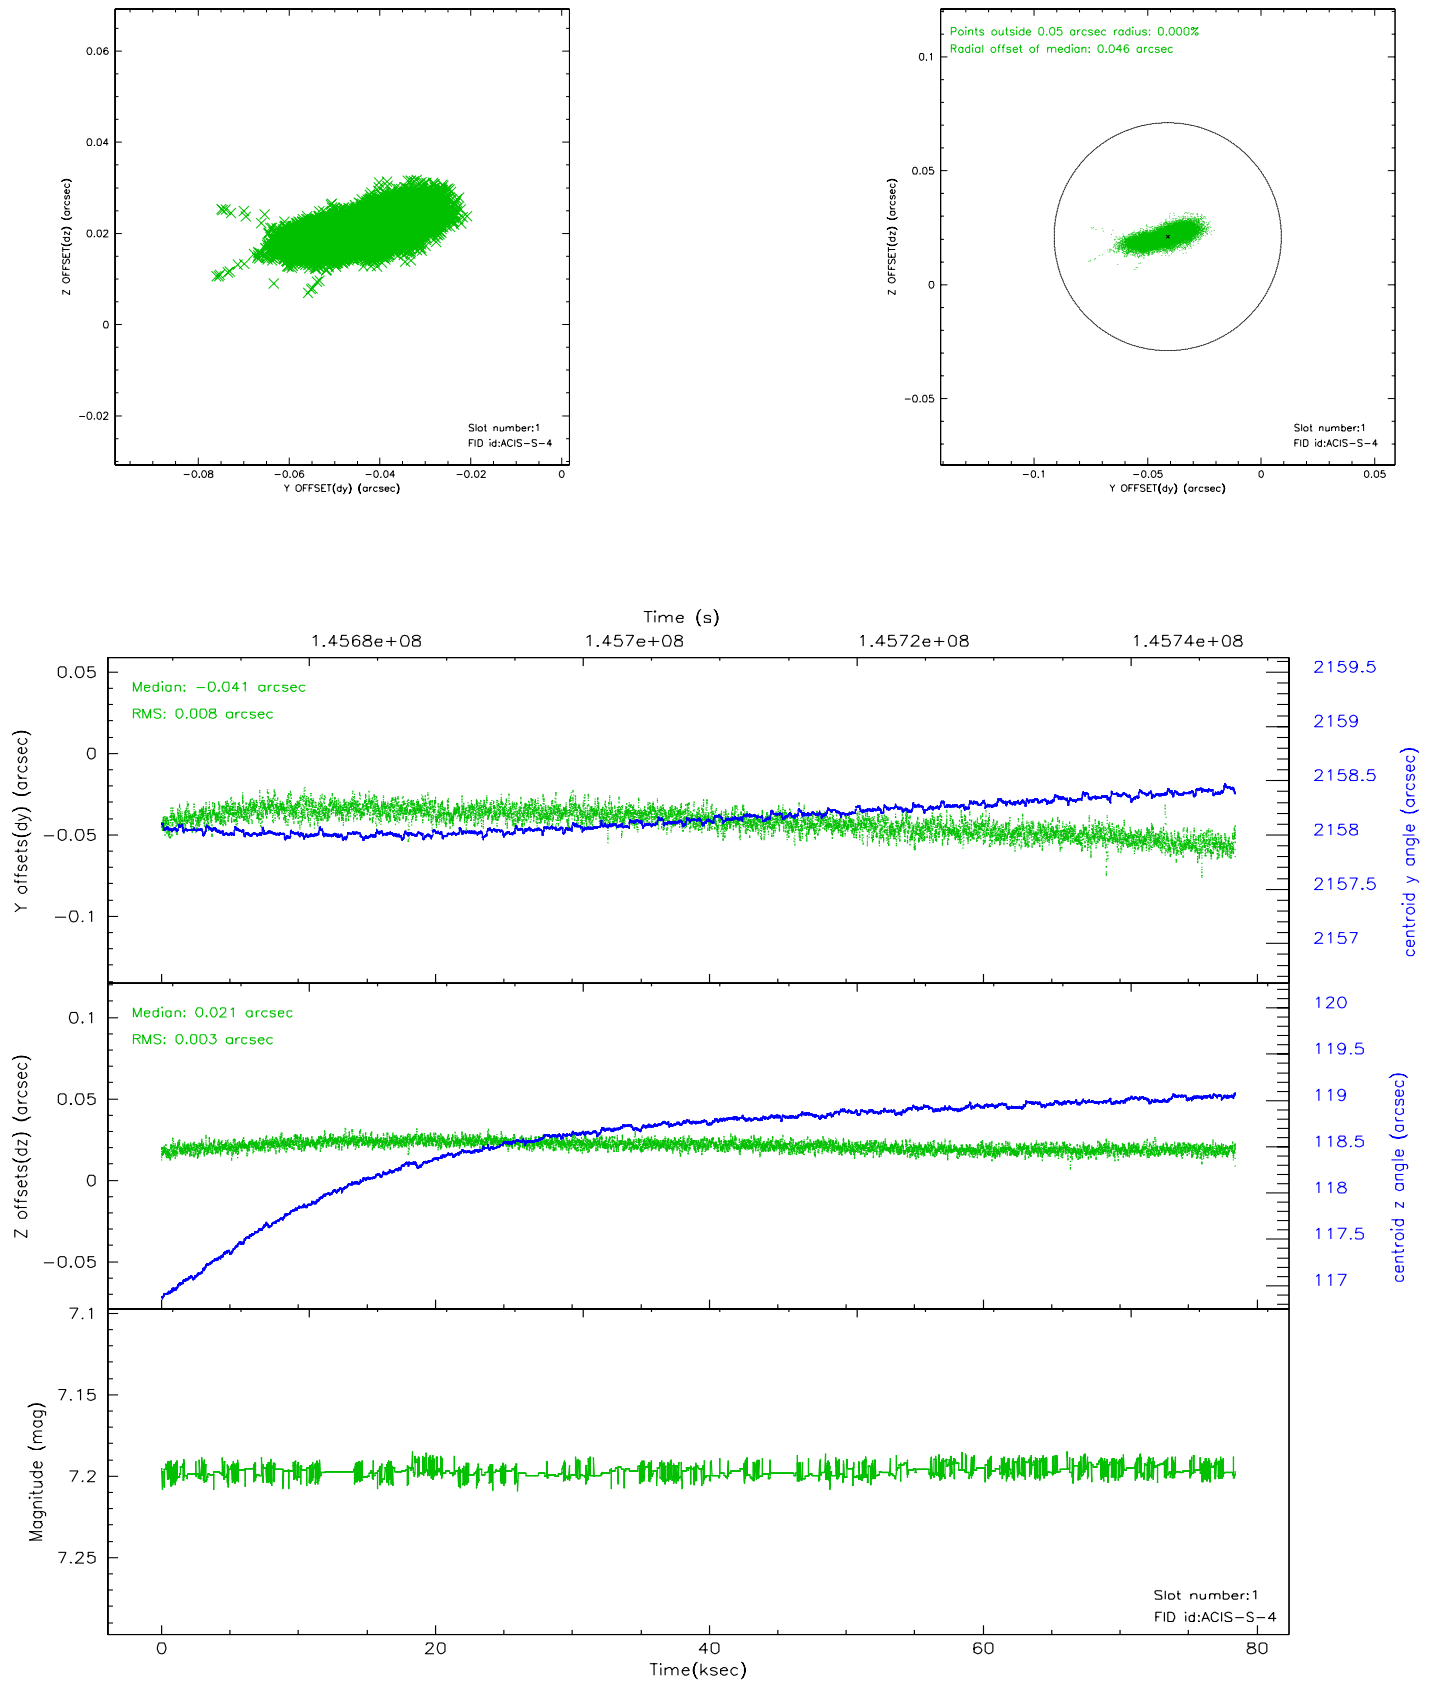 0.06
0.04
0.02
0
−0.02
Z OFFSET(dz) (arcsec)
Slot number:1
FID id:ACIS−S−4
−0.08 −0.06 −0.04 −0.02 0
Y OFFSET(dy) (arcsec)
Points outside 0.05 arcsec radius: 0.000%
Radial offset of median: 0.046 arcsec
0.1
0.05
0
−0.05
Z OFFSET(dz) (arcsec)
Slot number:1
FID id:ACIS−S−4
−0.1 −0.05 0 0.05
Y OFFSET(dy) (arcsec)
Time (s)
1.4568e+08 1.457e+08 1.4572e+08 1.4574e+08
0.05
0
−0.05
−0.1
Y offsets(dy) (arcsec)
Median: −0.041 arcsec
RMS: 0.008 arcsec
2159.5
2159
2158.5
2158
2157.5
2157
centroid y angle (arcsec)
0.1
0.05
0
−0.05
Z offsets(dz) (arcsec)
Median: 0.021 arcsec
RMS: 0.003 arcsec
120
119.5
119
118.5
118
117.5
117
centroid z angle (arcsec)
7.1
7.15
7.2
7.25
Magnitude (mag)
Slot number:1
FID id:ACIS−S−4
0 20 40 60 80
Time(ksec)